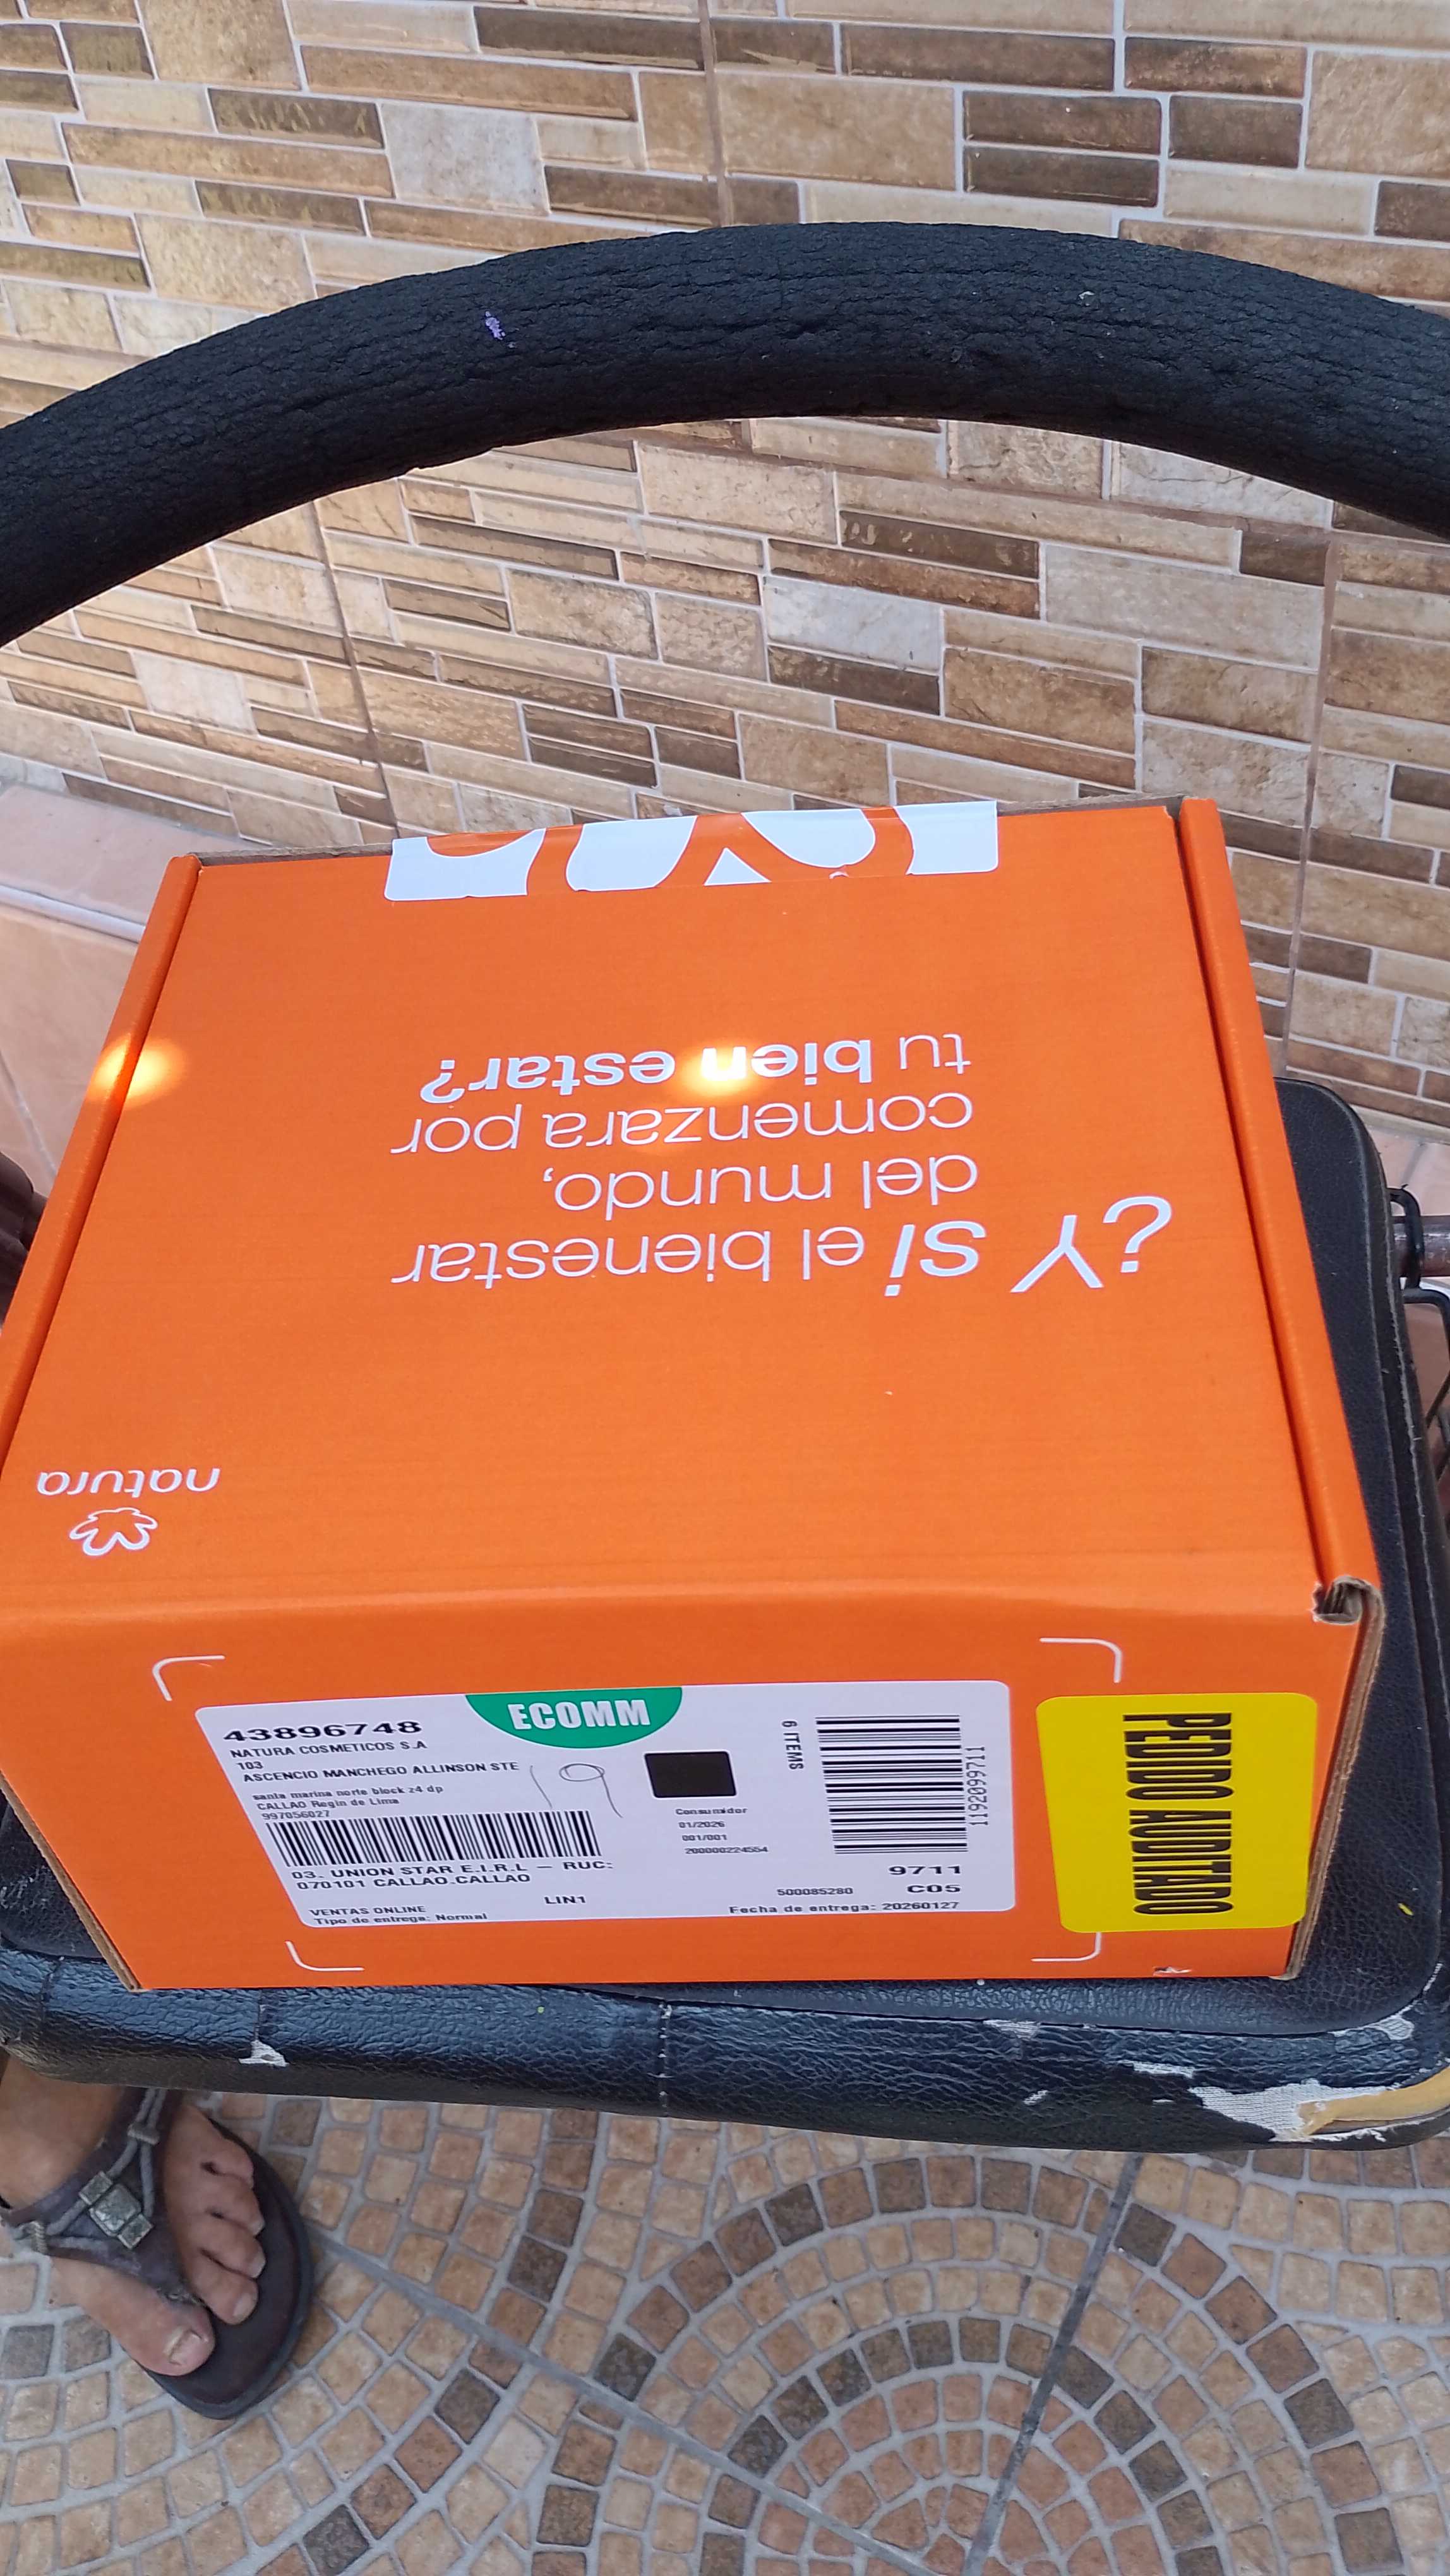 ¿Y si el bienestar
del mundo,
comenzara por
tu bien estar?
natura
ECOMM
43896748
NATURA COSMETICOS S.A
103
ASCENCIO MANCHEGO ALLINSON STE
santa marina norte block z4 dp
CALLAO Regin de Lima
997056027
19
03. UNION STAR E.I.R.L – RUC:
070101 CALLAO.CALLAO
LIN1
VENTAS ONLINE
Tipo de entrega: Normal
Consumidor
01/2026
001/001
200000224554
6 ITEMS
1192099711
9711
500085280 C05
Fecha de entrega: 20260127
PEDIDO AUDITADO